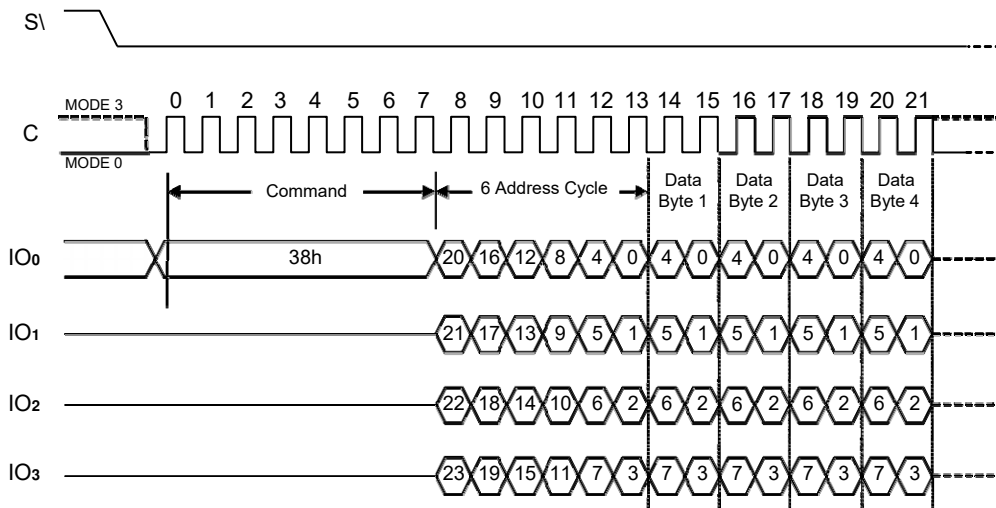 S\
MODE 3 0 1 2 3 4 5 6 7 8 9 10 11 12 13 14 15 16 17 18 19 20 21
C
MODE 0
Command 6 Address Cycle Data Byte 1 Data Byte 2 Data Byte 3 Data Byte 4
IO0 38h 20 16 12 8 4 0 4 0 4 0 4 0 4 0
IO1 21 17 13 9 5 1 5 1 5 1 5 1 5 1
IO2 22 18 14 10 6 2 6 2 6 2 6 2 6 2
IO3 23 19 15 11 7 3 7 3 7 3 7 3 7 3